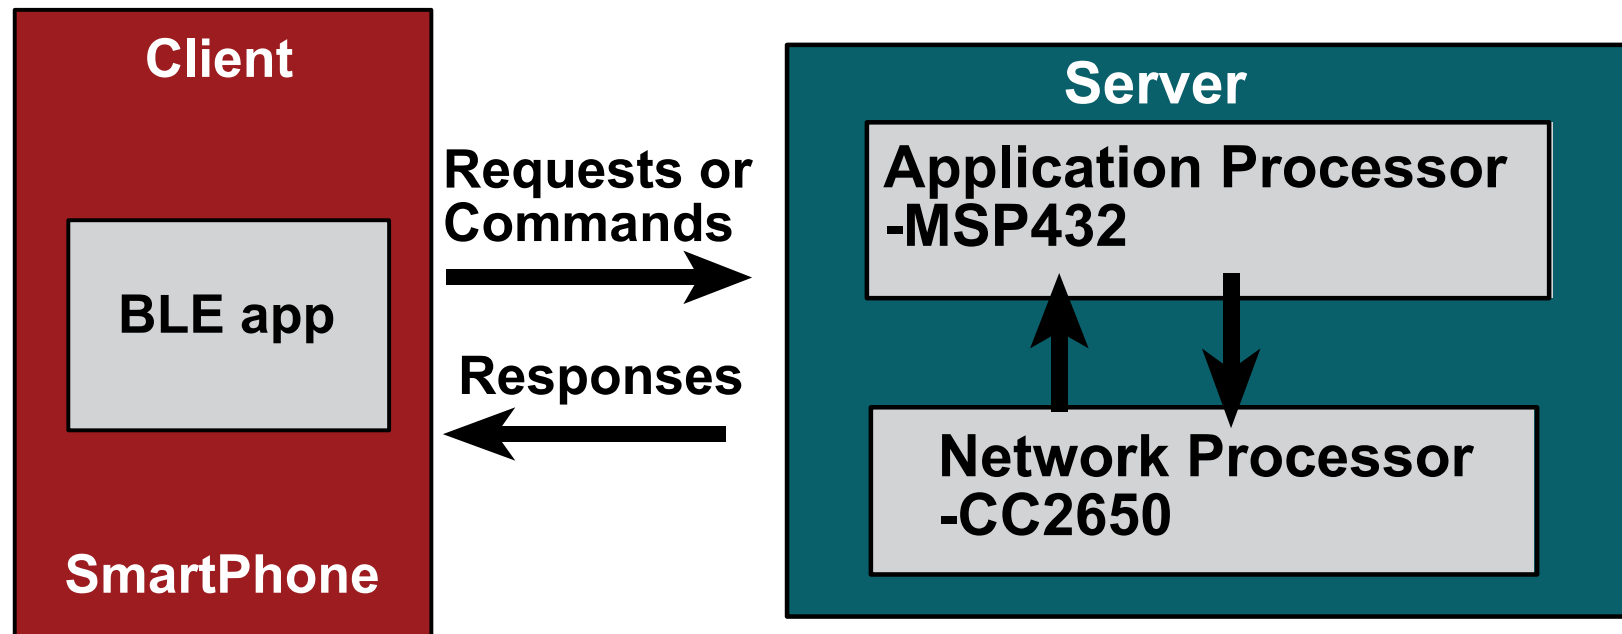 Client
BLE app
SmartPhone
Requests or
Commands
Responses
Server
Application Processor
-MSP432
Network Processor
-CC2650